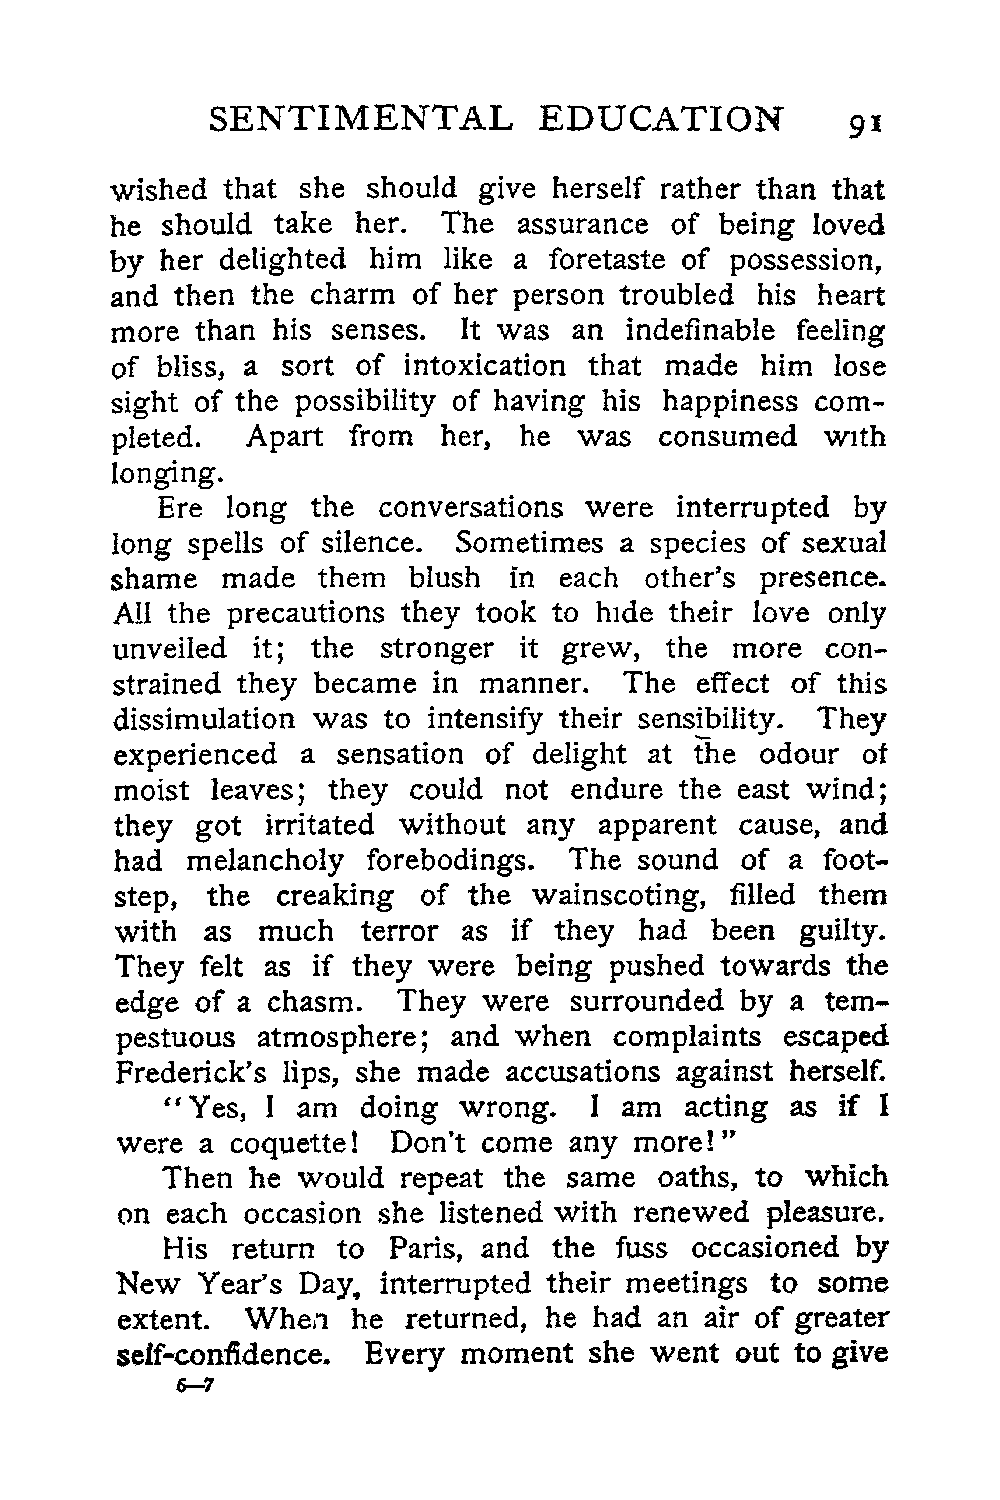 SENTIMENTAL EDUCATION 91
wished that she should give herself rather than that
he should take her. The assurance of being loved
by her delighted him like a foretaste of possession,
and then the charm of her person troubled his heart
more than his senses. It was an indefinable feeling
of bliss, a sort of intoxication that made him lose
sight of the possibility of having his happiness com-
pleted. Apart from her, he was consumed with
longing.
Ere long the conversations were interrupted by
long spells of silence. Sometimes a species of sexual
shame made them blush in each other's presence.
All the precautions they took to hide their love only
unveiled it; the stronger it grew, the more con-
strained they became in manner. The effect of this
dissimulation was to intensify their sensibility. They
experienced a sensation of delight at the odour of
moist leaves; they could not endure the east wind;
they got irritated without any apparent cause, and
had melancholy forebodings. The sound of a foot-
step, the creaking of the wainscoting, filled them
with as much terror as if they had been guilty.
They felt as if they were being pushed towards the
edge of a chasm. They were surrounded by a tem-
pestuous atmosphere; and when complaints escaped
Frederick's lips, she made accusations against herself.
"Yes, I am doing wrong. I am acting as if I
were a coquette! Don't come any more!"
Then he would repeat the same oaths, to which
on each occasion she listened with renewed pleasure.
His return to Paris, and the fuss occasioned by
New Year's Day, interrupted their meetings to some
extent. When he returned, he had an air of greater
self-confidence. Every moment she went out to give
6—7